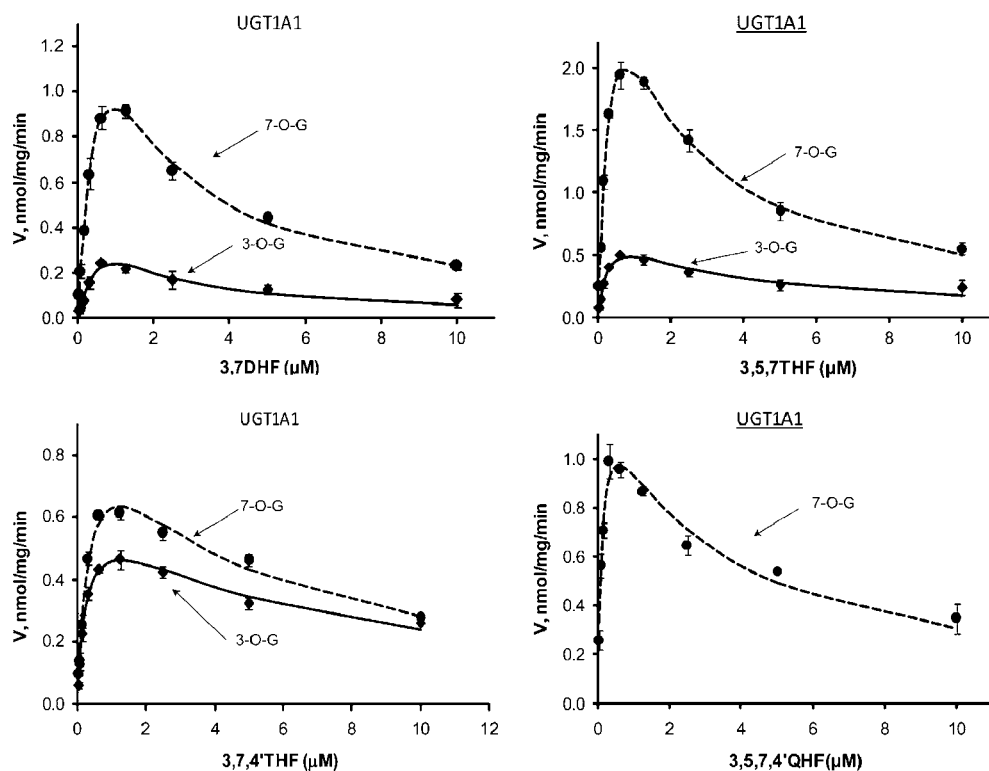 UGT1A1
1.2
1.0
0.8
0.6
0.4
0.2
0.0
V, nmol/mg/min
7-O-G
3-O-G
0 2 4 6 8 10
3,7DHF (µM)
UGT1A1
2.0
1.5
1.0
0.5
0.0
V, nmol/mg/min
7-O-G
3-O-G
0 2 4 6 8 10
3,5,7THF(µM)
UGT1A1
0.8
0.6
0.4
0.2
0.0
V, nmol/mg/min
7-O-G
3-O-G
0 2 4 6 8 10 12
3,7,4'THF (µM)
UGT1A1
1.0
0.8
0.6
0.4
0.2
0.0
V, nmol/mg/min
7-O-G
0 2 4 6 8 10
3,5,7,4'QHF(µM)